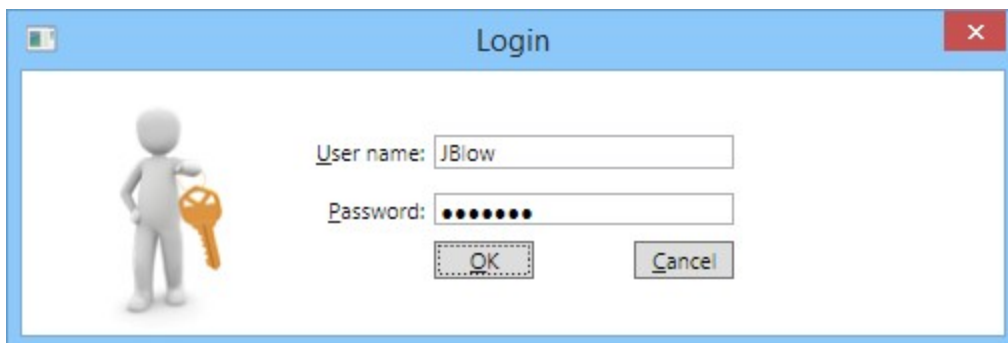 Login
User name: JBlow
Password: •••••••
OK Cancel